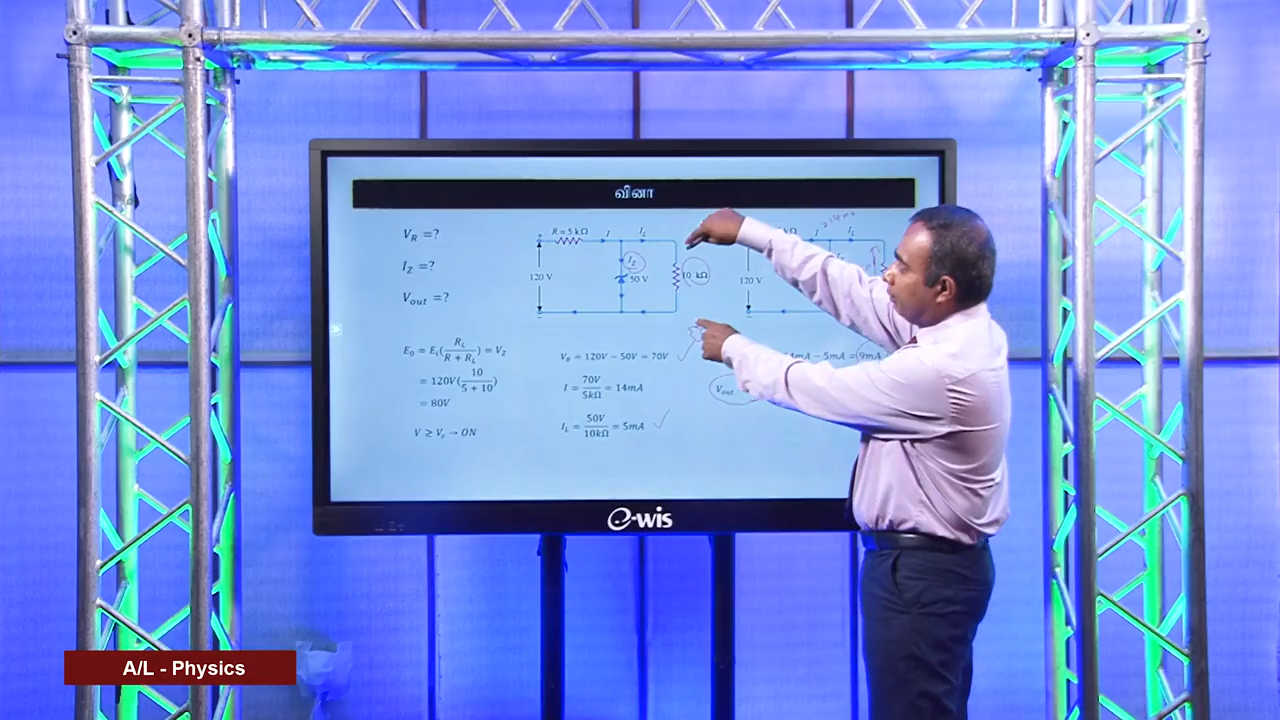 வினா
V_R =?
I_Z =?
V_out =?
R = 5 kΩ
I
I_L
120 V
I_Z
50 V
10 kΩ
kΩ
I
I_L
120 V
E_0 = E_i(R_L / R + R_L) = V_Z
= 120V(10 / 5 + 10)
= 80V
V ≥ V_z → ON
V_R = 120V − 50V = 70V
I = 70V / 5kΩ = 14mA
I_L = 50V / 10kΩ = 5mA
4mA − 5mA = 9mA
V_out
e-wis
A/L - Physics